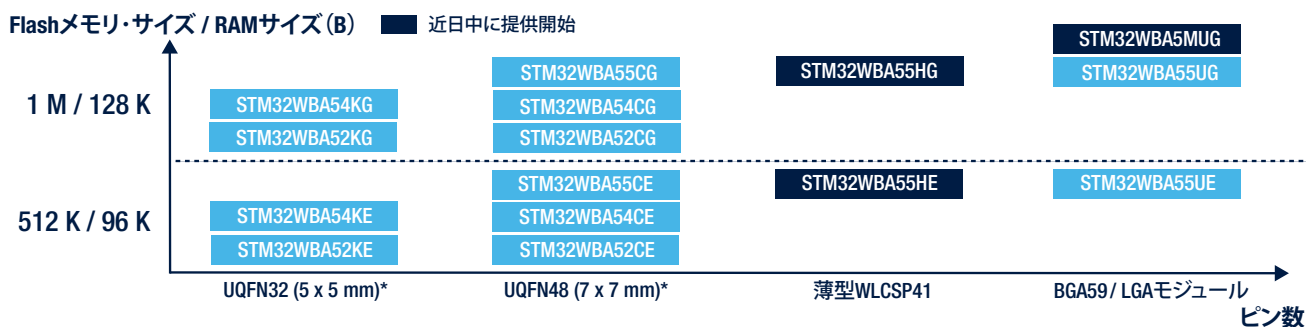 Flashメモリ・サイズ / RAMサイズ（B）
近日中に提供開始
1 M / 128 K
STM32WBA54KG
STM32WBA52KG
STM32WBA55CG
STM32WBA54CG
STM32WBA52CG
STM32WBA55HG
STM32WBA5MUG
STM32WBA55UG
512 K / 96 K
STM32WBA54KE
STM32WBA52KE
STM32WBA55CE
STM32WBA54CE
STM32WBA52CE
STM32WBA55HE
STM32WBA55UE
UQFN32 (5 x 5 mm)*
UQFN48 (7 x 7 mm)*
薄型WLCSP41
BGA59 / LGAモジュール
ピン数